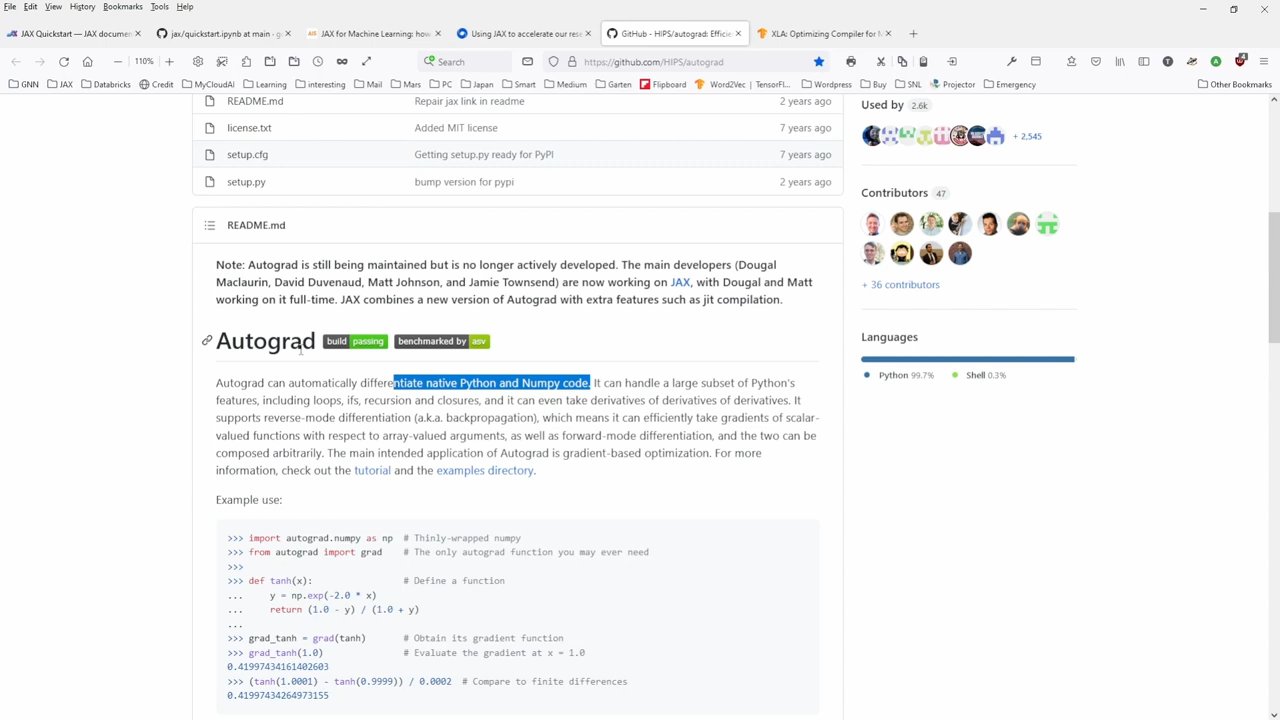 File Edit View History Bookmarks Tools Help
JAX Quickstart — JAX documen
jax/quickstart.ipynb at main · g
JAX for Machine Learning: how
Using JAX to accelerate our rese
GitHub - HIPS/autograd: Efficie
XLA: Optimizing Compiler for M
110%
Search
https://github.com/HIPS/autograd
GNN JAX Databricks Credit MyCloudAI Learning interesting Mail Mars PC Japan Smart Medium Garten Flipboard Word2Vec | TensorFl... Wordpress Burda SNL Projector Emergency Other Bookmarks
README.md Repair jax link in readme 2 years ago
license.txt Added MIT license 7 years ago
setup.cfg Getting setup.py ready for PyPI 7 years ago
setup.py bump version for pypi 2 years ago
README.md
Note: Autograd is still being maintained but is no longer actively developed. The main developers (Dougal
Maclaurin, David Duvenaud, Matt Johnson, and Jamie Townsend) are now working on JAX, with Dougal and Matt
working on it full-time. JAX combines a new version of Autograd with extra features such as jit compilation.
Autograd build passing benchmarked by asv
Autograd can automatically differentiate native Python and Numpy code. It can handle a large subset of Python's
features, including loops, ifs, recursion and closures, and it can even take derivatives of derivatives of derivatives. It
supports reverse-mode differentiation (a.k.a. backpropagation), which means it can efficiently take gradients of scalar-
valued functions with respect to array-valued arguments, as well as forward-mode differentiation, and the two can be
composed arbitrarily. The main intended application of Autograd is gradient-based optimization. For more
information, check out the tutorial and the examples directory.
Example use:
>>> import autograd.numpy as np # Thinly-wrapped numpy
>>> from autograd import grad # The only autograd function you may ever need
>>>
>>> def tanh(x): # Define a function
... y = np.exp(-2.0 * x)
... return (1.0 - y) / (1.0 + y)
...
>>> grad_tanh = grad(tanh) # Obtain its gradient function
>>> grad_tanh(1.0) # Evaluate the gradient at x = 1.0
0.41997434161402603
>>> (tanh(1.0001) - tanh(0.9999)) / 0.0002 # Compare to finite differences
0.41997434264973155
Used by 2.6k
+ 2,545
Contributors 47
+ 36 contributors
Languages
Python 99.7% Shell 0.3%